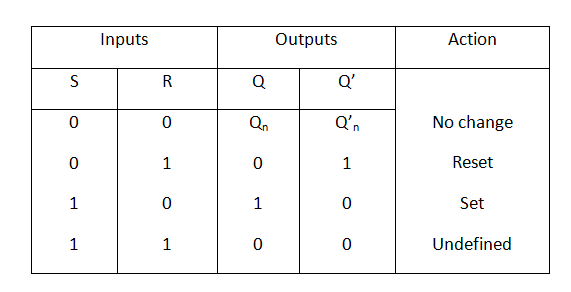 Inputs Outputs Action
S R Q Q’
0 0 Qn Q’n No change
0 1 0 1 Reset
1 0 1 0 Set
1 1 0 0 Undefined